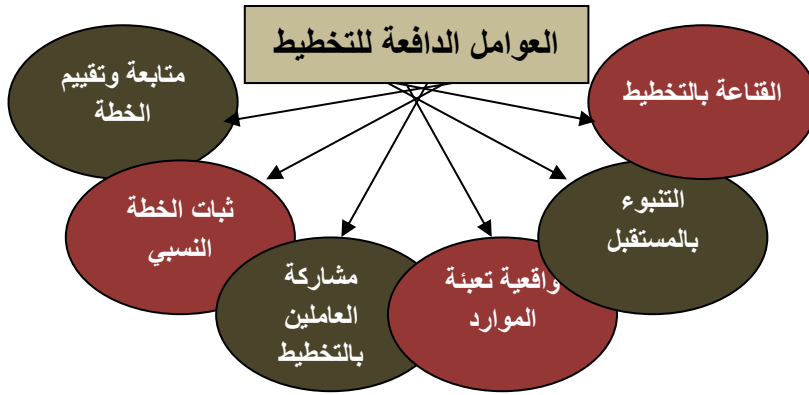 العوامل الدافعة للتخطيط
القناعة بالتخطيط
التنبوء
بالمستقبل
واقعية تعبئة
الموارد
مشاركة
العاملين
بالتخطيط
ثبات الخطة
النسبي
متابعة وتقييم
الخطة